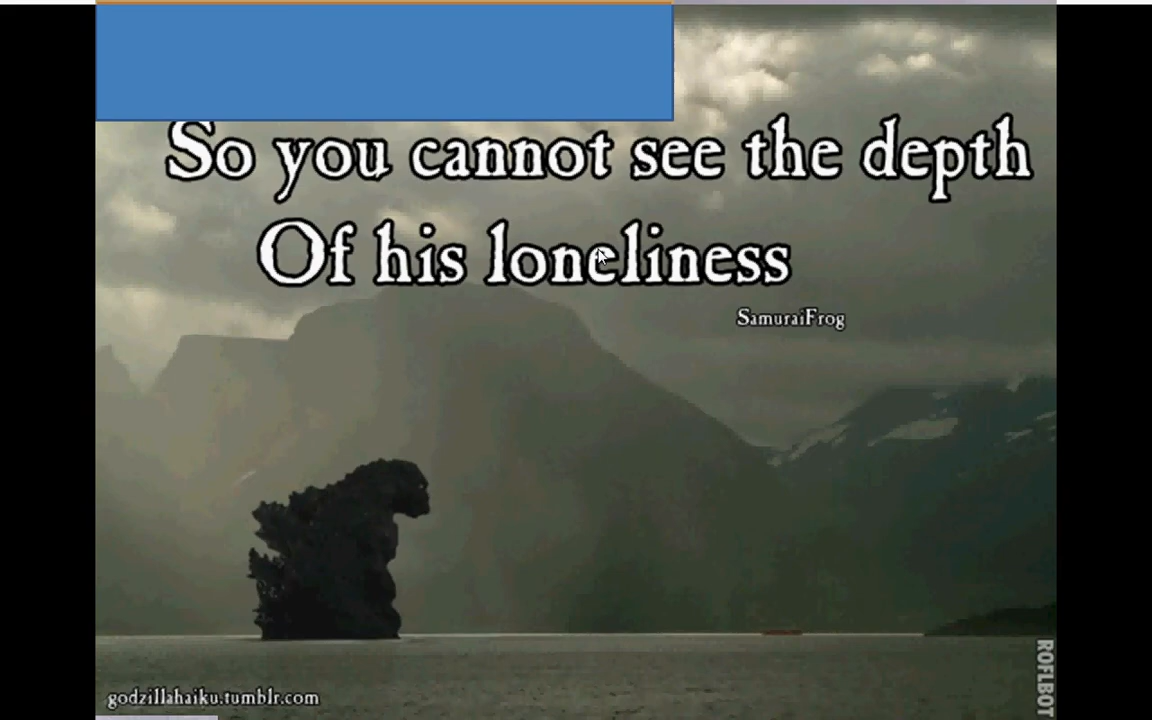 So you cannot see the depth
Of his loneliness
SamuraiFrog
godzillahaiku.tumblr.com
ROFLBOT